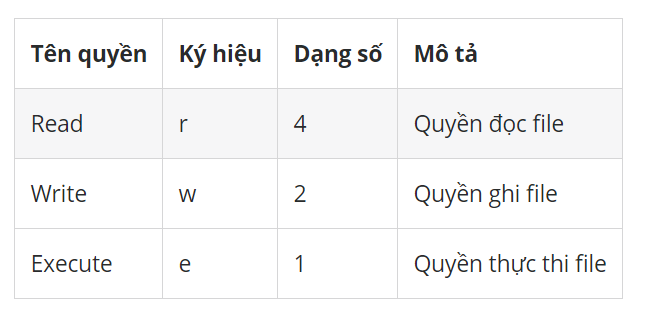 Tên quyền Ký hiệu Dạng số Mô tả
Read r 4 Quyền đọc file
Write w 2 Quyền ghi file
Execute e 1 Quyền thực thi file